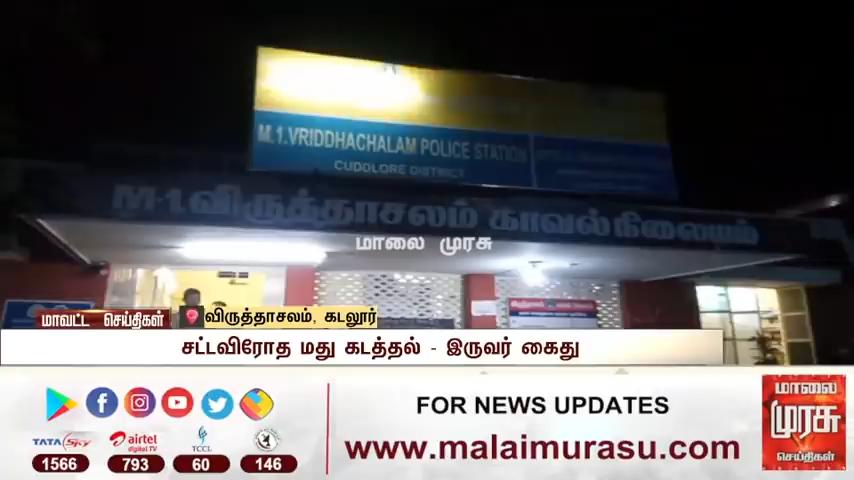 M.1.VRIDDHACHALAM POLICE STATION
CUDDLORE DISTRICT
M-1.விருத்தாசலம் காவல்நிலையம்
மாலை முரசு
மாவட்ட செய்திகள்
விருத்தாசலம், கடலூர்
சட்டவிரோத மது கடத்தல் - இருவர் கைது
FOR NEWS UPDATES
www.malaimurasu.com
TATA sky
1566
airtel
digital TV
793
TCCL
60
146
மாலை
முரசு
செய்திகள்